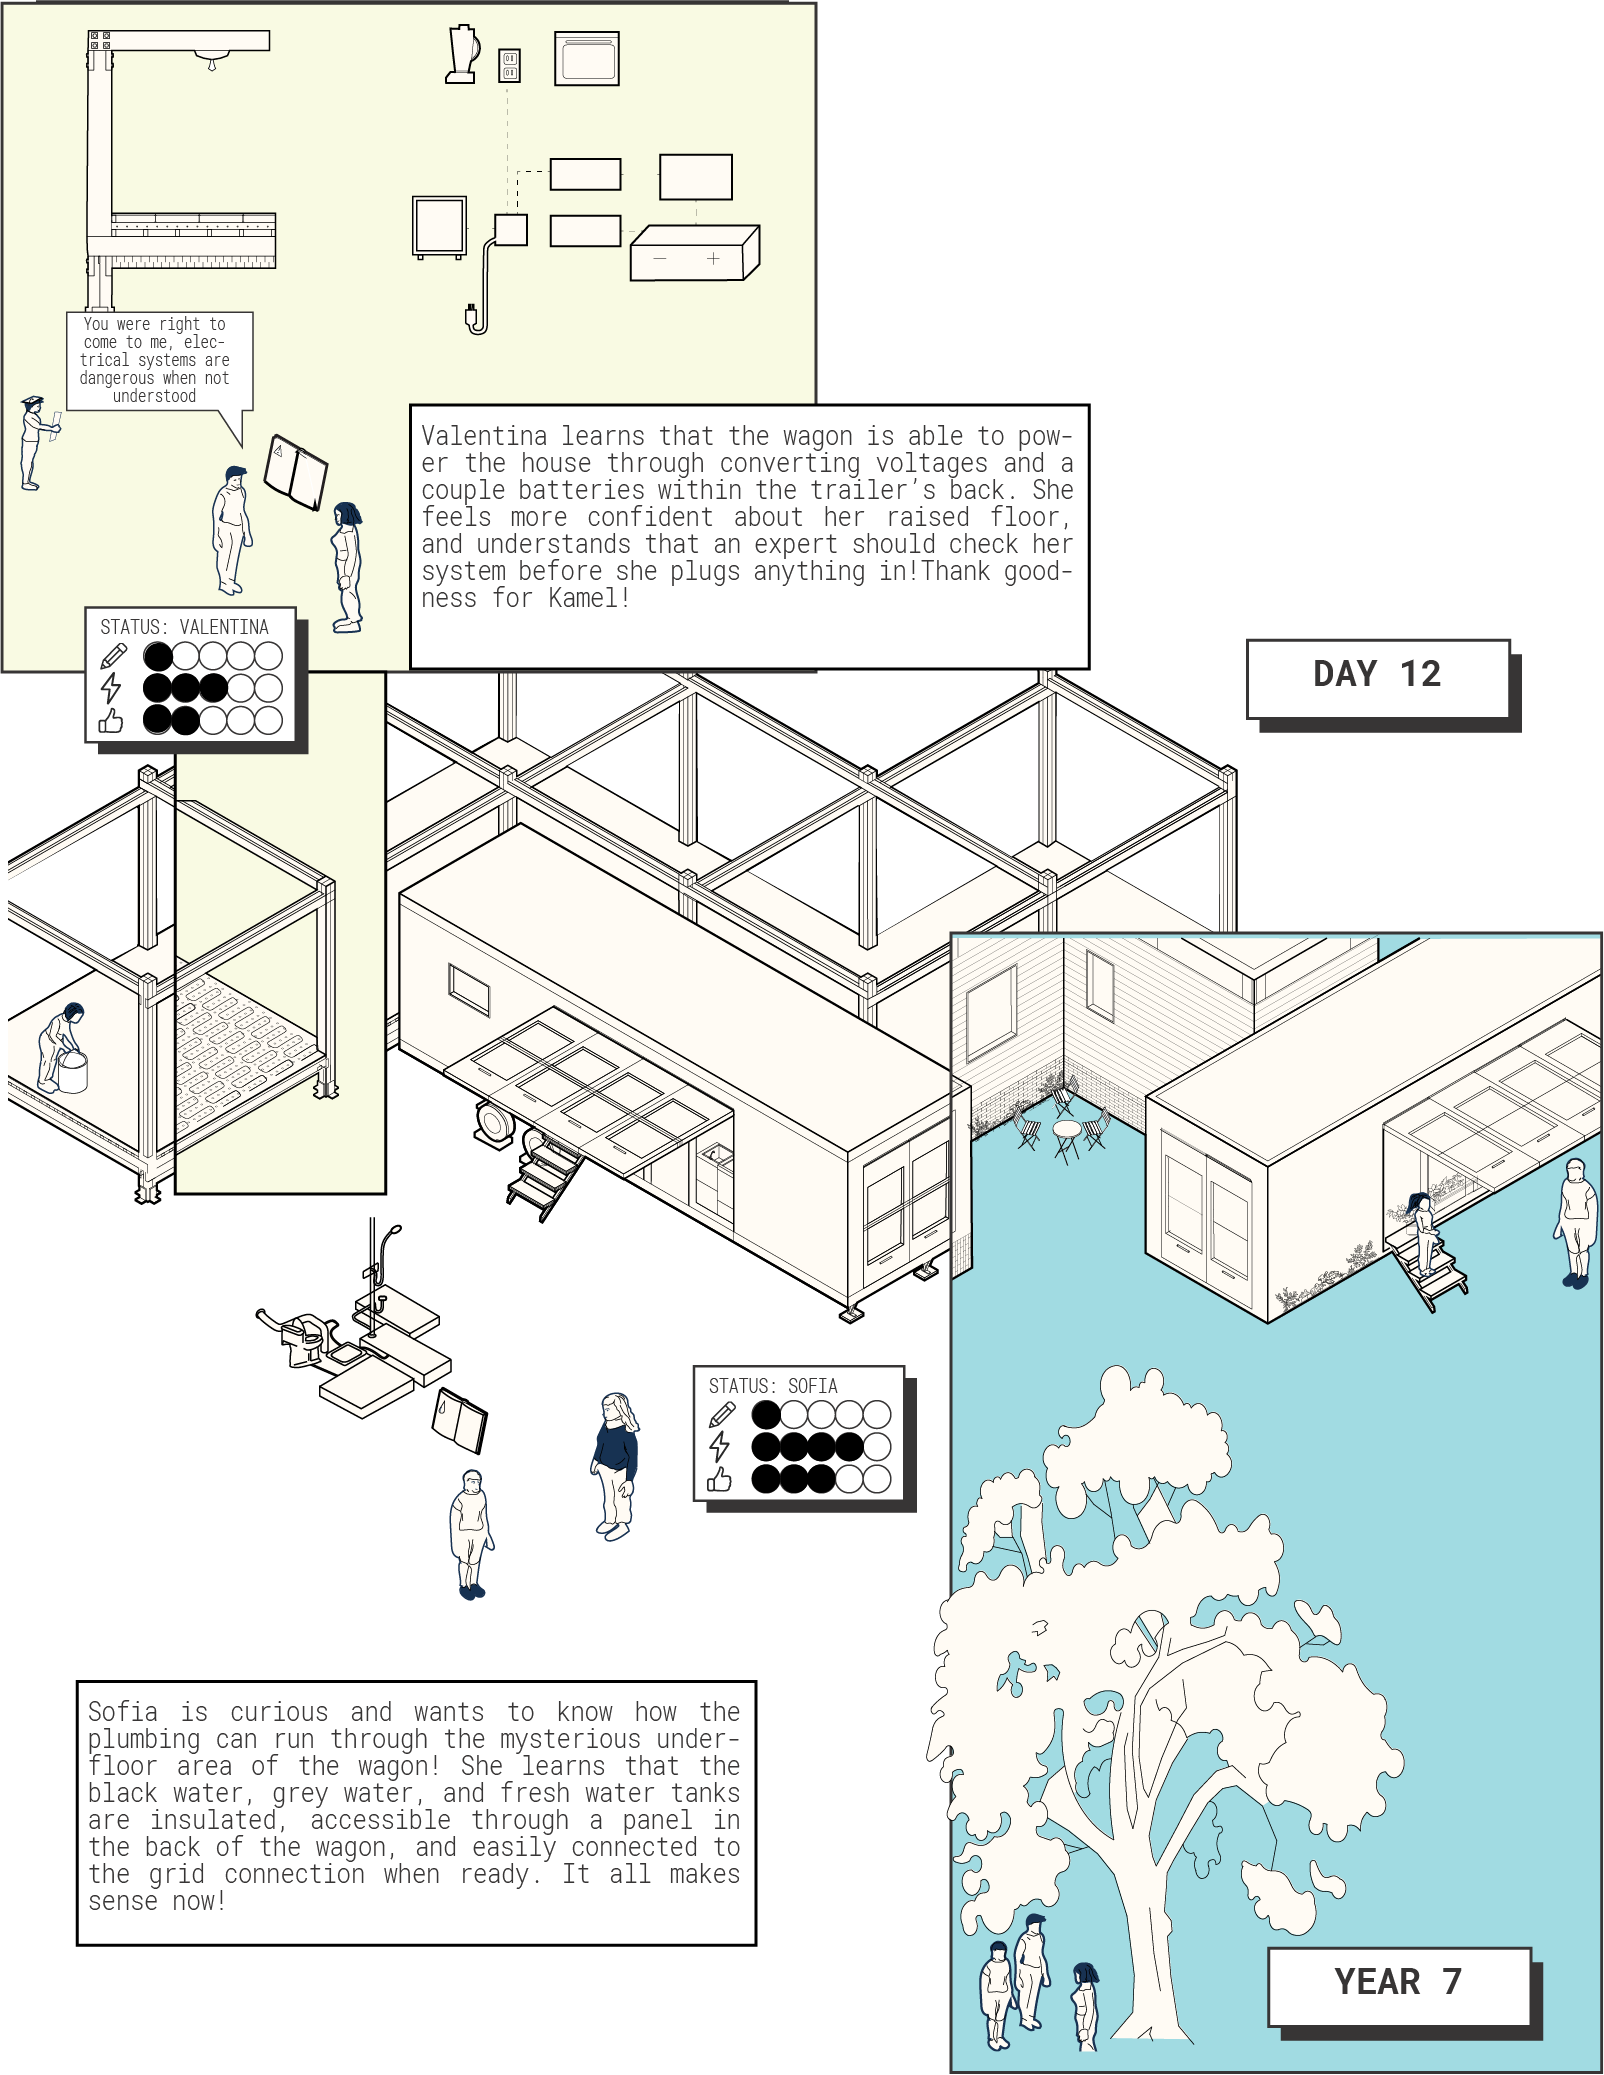 You were right to
come to me, elec-
trical systems are
dangerous when not
understood
Valentina learns that the wagon is able to pow-
er the house through converting voltages and a
couple batteries within the trailer’s back. She
feels more confident about her raised floor,
and understands that an expert should check her
system before she plugs anything in!Thank good-
ness for Kamel!
STATUS: VALENTINA
DAY 12
STATUS: SOFIA
Sofia is curious and wants to know how the
plumbing can run through the mysterious under-
floor area of the wagon! She learns that the
black water, grey water, and fresh water tanks
are insulated, accessible through a panel in
the back of the wagon, and easily connected to
the grid connection when ready. It all makes
sense now!
YEAR 7